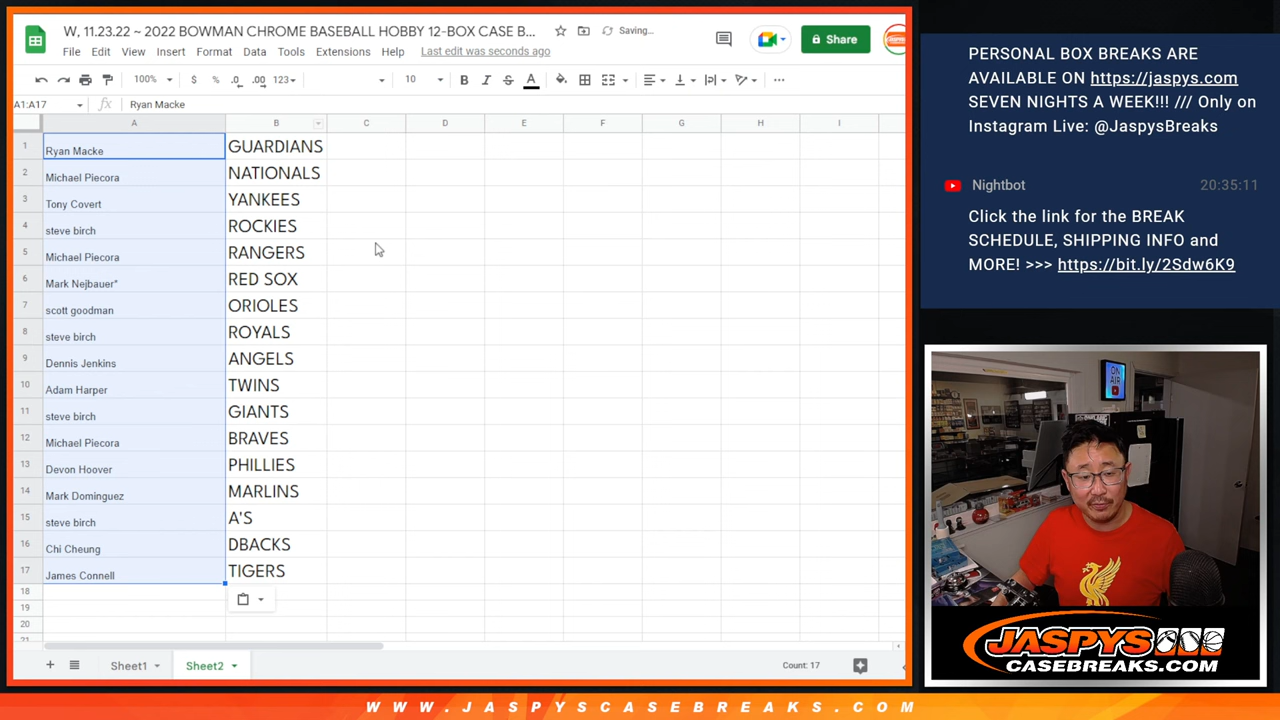 W, 11.23.22 ~ 2022 BOWMAN CHROME BASEBALL HOBBY 12-BOX CASE B...
Saving...
File Edit View Insert Format Data Tools Extensions Help Last edit was seconds ago
Share
100% $ % .0 .00 123 10 B I S A
A1:A17 fx Ryan Macke
A B C D E F G H I
1 Ryan Macke GUARDIANS
2 Michael Piecora NATIONALS
3 Tony Covert YANKEES
4 steve birch ROCKIES
5 Michael Piecora RANGERS
6 Mark Nejbauer* RED SOX
7 scott goodman ORIOLES
8 steve birch ROYALS
9 Dennis Jenkins ANGELS
10 Adam Harper TWINS
11 steve birch GIANTS
12 Michael Piecora BRAVES
13 Devon Hoover PHILLIES
14 Mark Dominguez MARLINS
15 steve birch A'S
16 Chi Cheung DBACKS
17 James Connell TIGERS
18
19
20
21
Sheet1 Sheet2 Count: 17
PERSONAL BOX BREAKS ARE
AVAILABLE ON https://jaspys.com
SEVEN NIGHTS A WEEK!!! /// Only on
Instagram Live: @JaspysBreaks
Nightbot 20:35:11
Click the link for the BREAK
SCHEDULE, SHIPPING INFO and
MORE! >>> https://bit.ly/2Sdw6K9
ON
AIR
JASPYS
CASEBREAKS.COM
WWW.JASPYSCASEBREAKS.COM